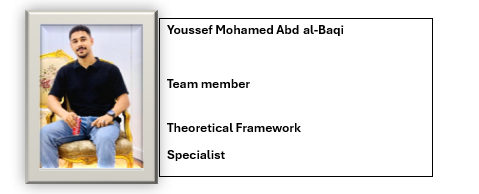 Youssef Mohamed Abd al-Baqi
Team member
Theoretical Framework
Specialist